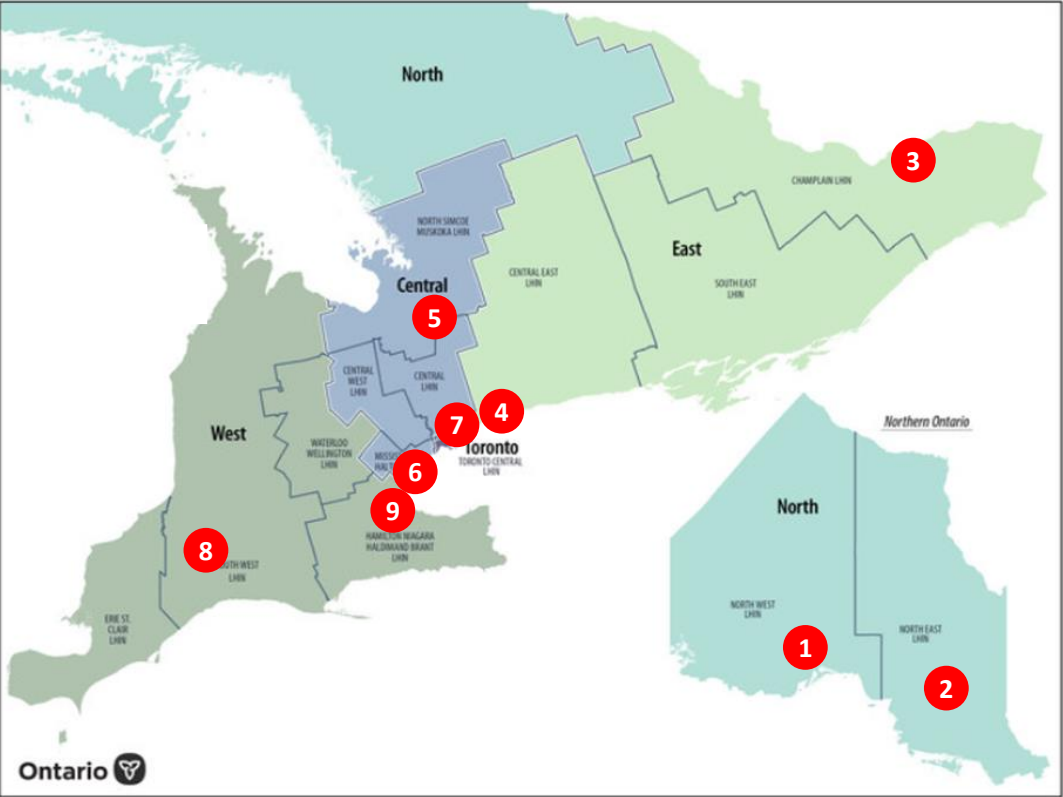 North
3
CHAMPLAIN LHIN
NORTH SIMCOE
MUSKOKA LHIN
East
CENTRAL EAST
LHIN
Central
SOUTH EAST
LHIN
5
CENTRAL
WEST
LHIN
CENTRAL
LHIN
4
7
Northern Ontario
West
WATERLOO
WELLINGTON
LHIN
Toronto
TORONTO CENTRAL
LHIN
6
9
North
HAMILTON NIAGARA
HALDIMAND BRANT
LHIN
8
LHIN
NORTH WEST
LHIN
ERIE ST.
CLAIR
LHIN
NORTH EAST
LHIN
1
2
Ontario